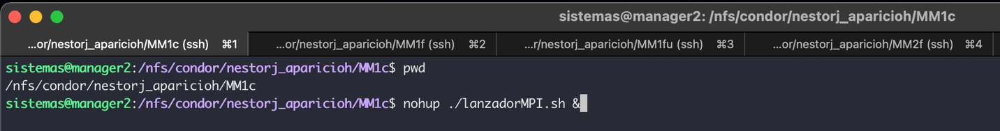 sistemas@manager2: /nfs/condor/nestorj_aparicioh/MM1c
...or/nestorj_aparicioh/MM1c (ssh) ⌘1 ...or/nestorj_aparicioh/MM1f (ssh) ⌘2 ...r/nestorj_aparicioh/MM1fu (ssh) ⌘3 ...or/nestorj_aparicioh/MM2f (ssh) ⌘4
sistemas@manager2:/nfs/condor/nestorj_aparicioh/MM1c$ pwd
/nfs/condor/nestorj_aparicioh/MM1c
sistemas@manager2:/nfs/condor/nestorj_aparicioh/MM1c$ nohup ./lanzadorMPI.sh &